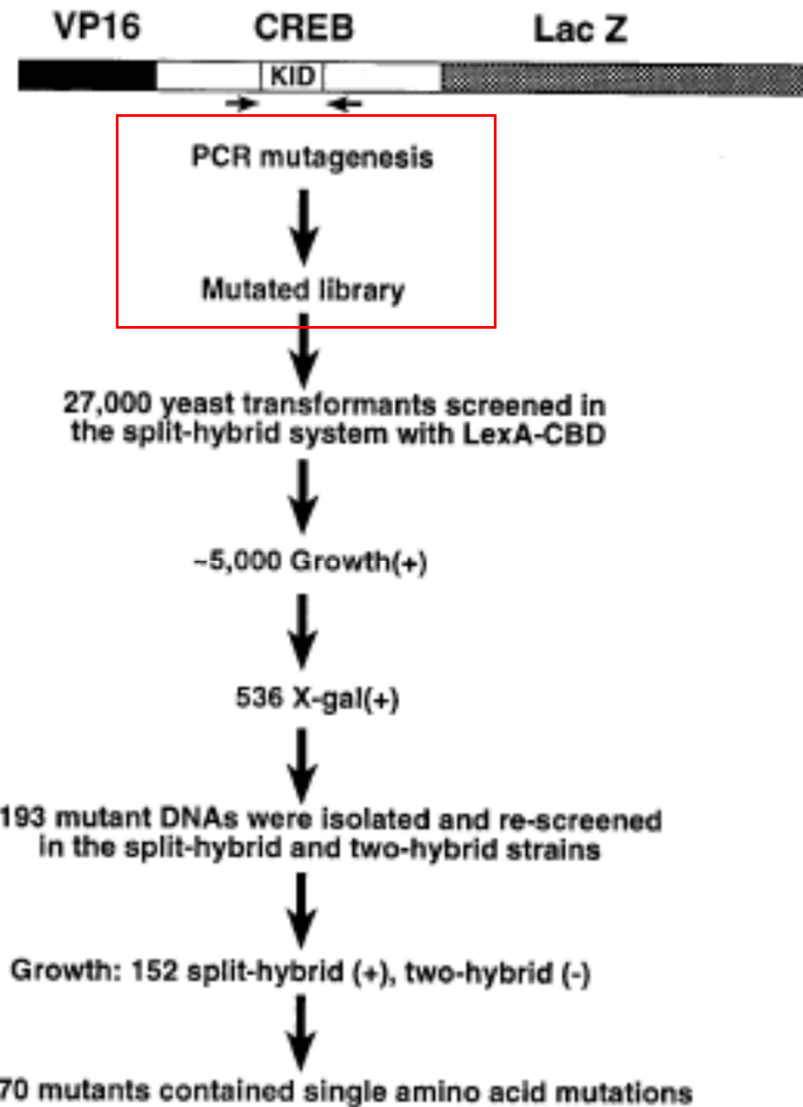 VP16 CREB Lac Z
KID
PCR mutagenesis
Mutated library
27,000 yeast transformants screened in
the split-hybrid system with LexA-CBD
~5,000 Growth(+)
536 X-gal(+)
193 mutant DNAs were isolated and re-screened
in the split-hybrid and two-hybrid strains
Growth: 152 split-hybrid (+), two-hybrid (-)
70 mutants contained single amino acid mutations